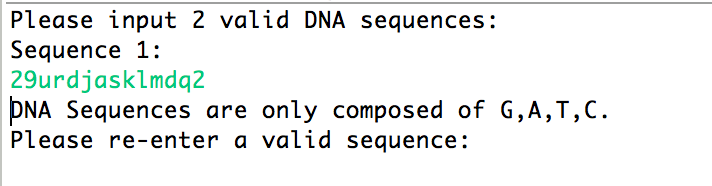 Please input 2 valid DNA sequences:
Sequence 1:
29urdjasklmdq2
DNA Sequences are only composed of G,A,T,C.
Please re-enter a valid sequence: